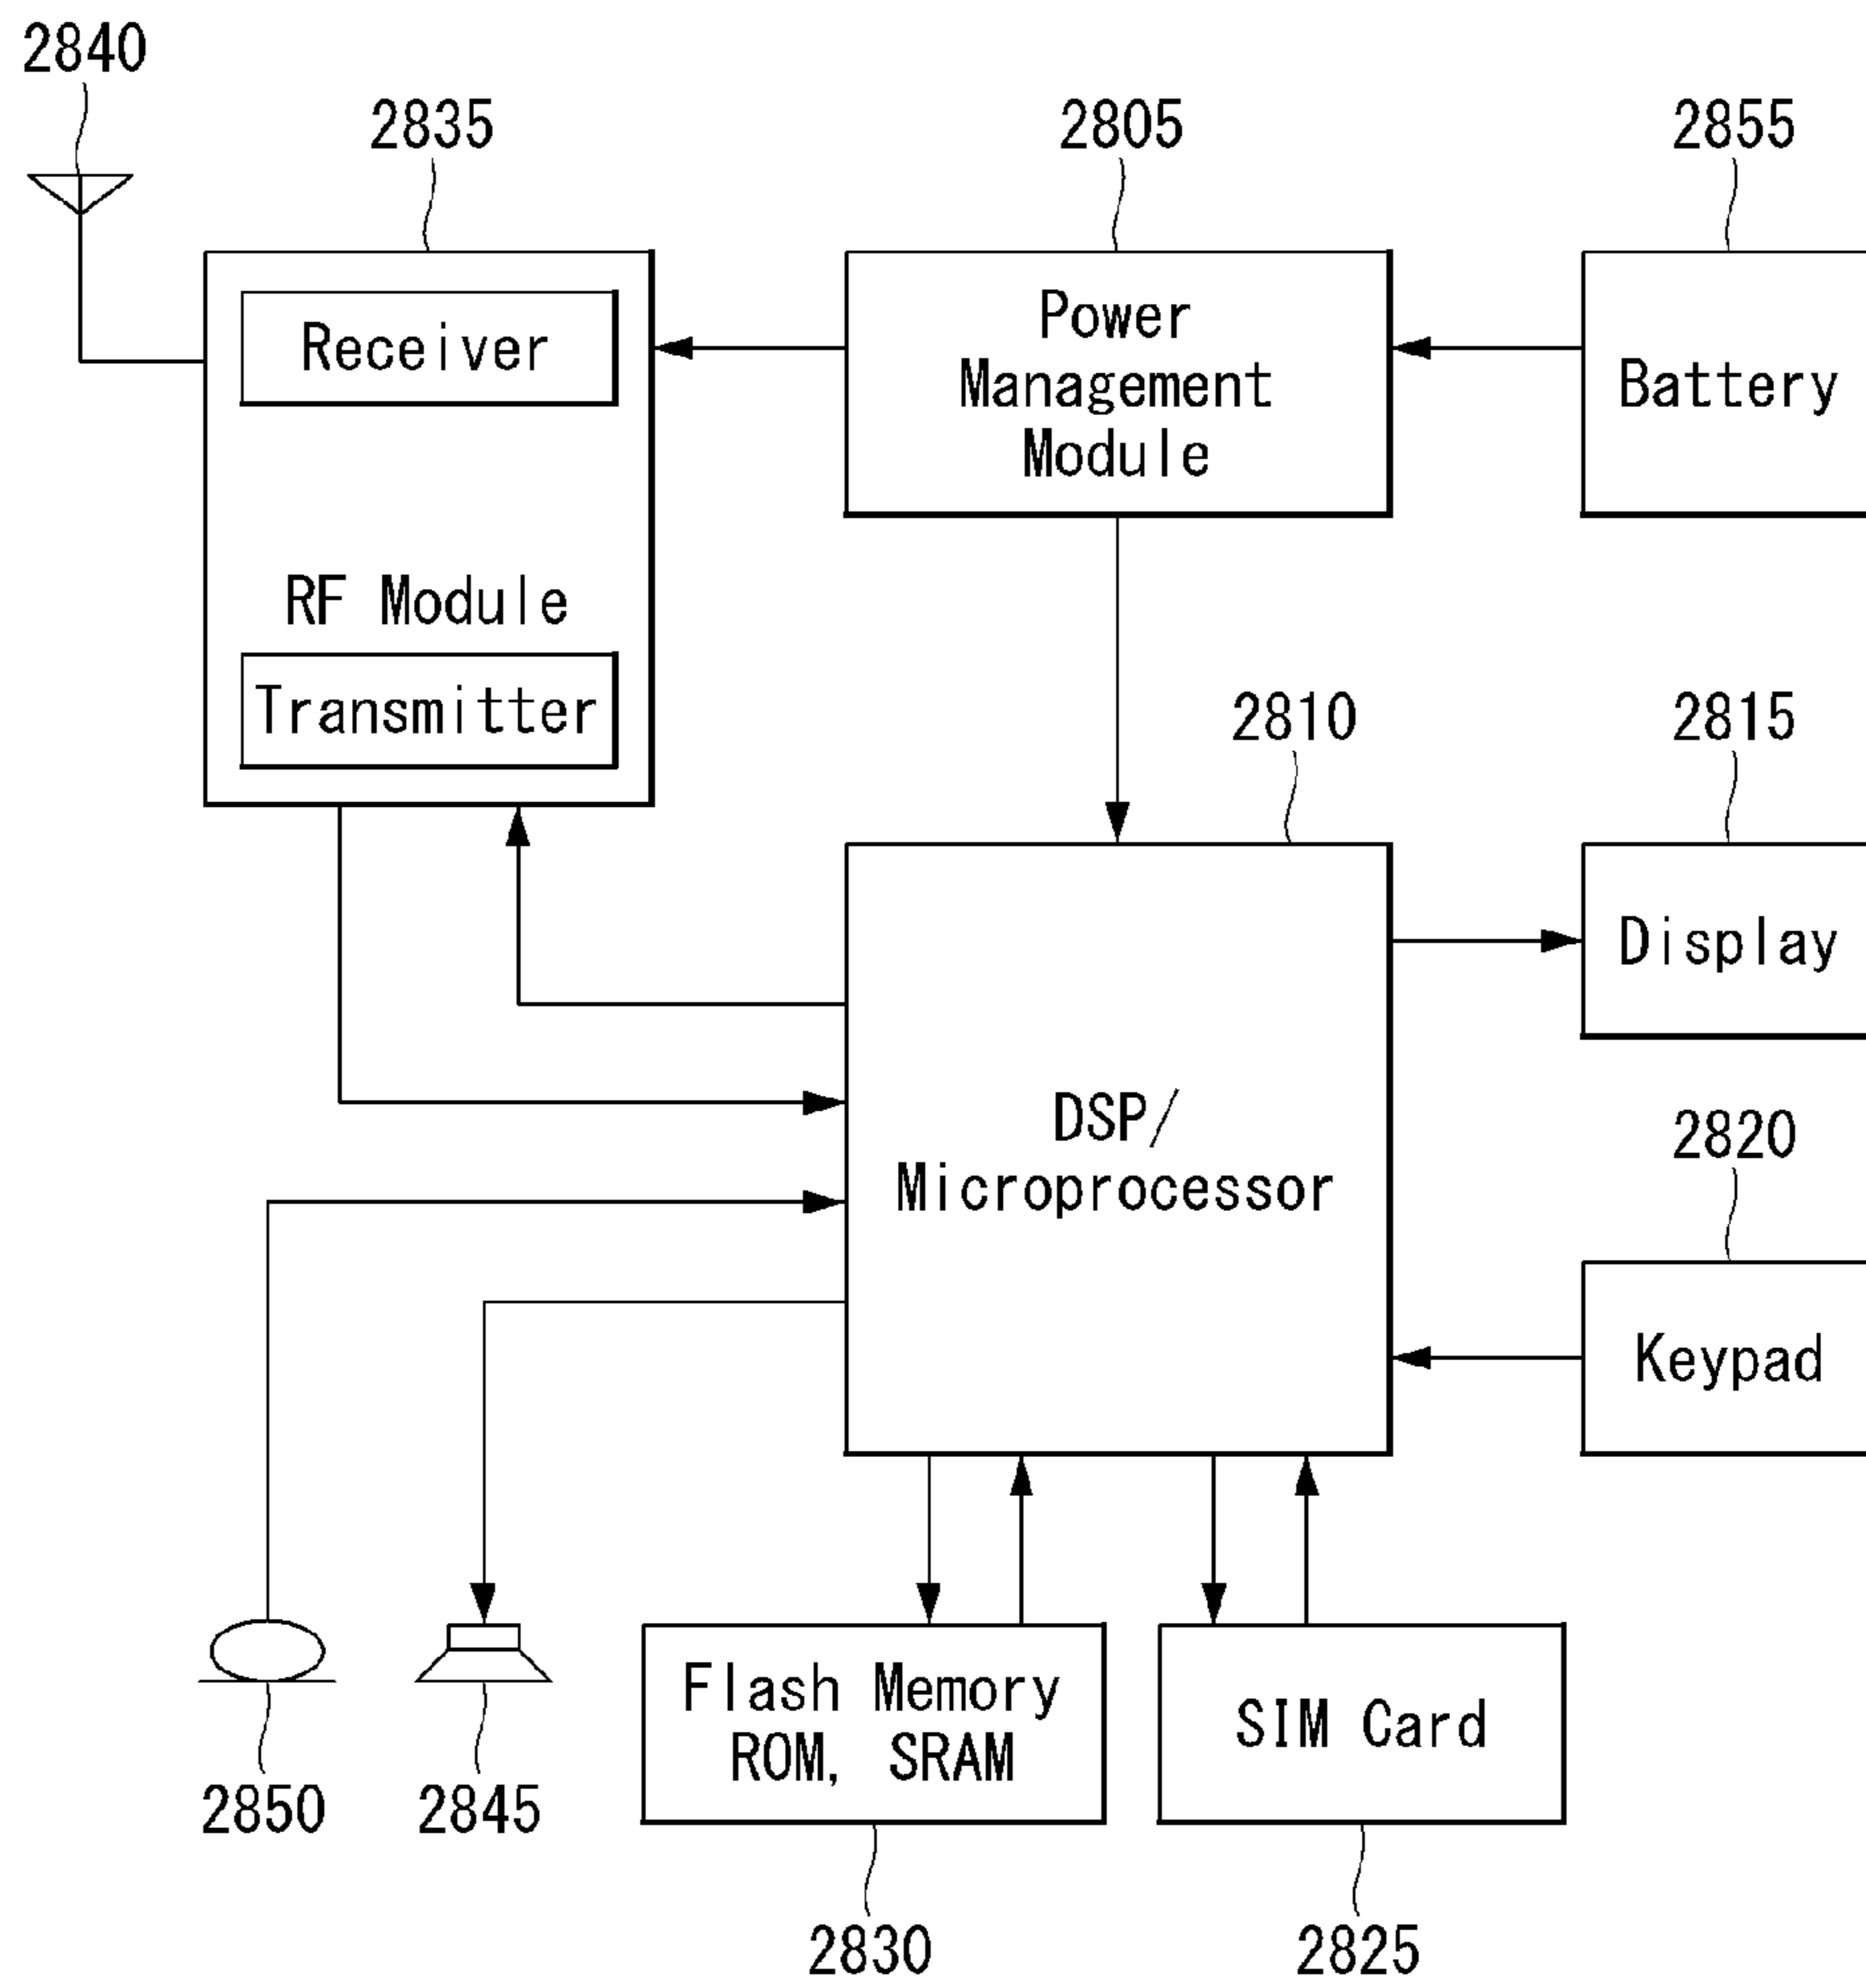 2840
2835
2805
2855
Receiver
RF Module
Transmitter
Power
Management
Module
Battery
2810
2815
DSP/
Microprocessor
Display
2820
Keypad
2850
2845
Flash Memory
ROM, SRAM
SIM Card
2830
2825